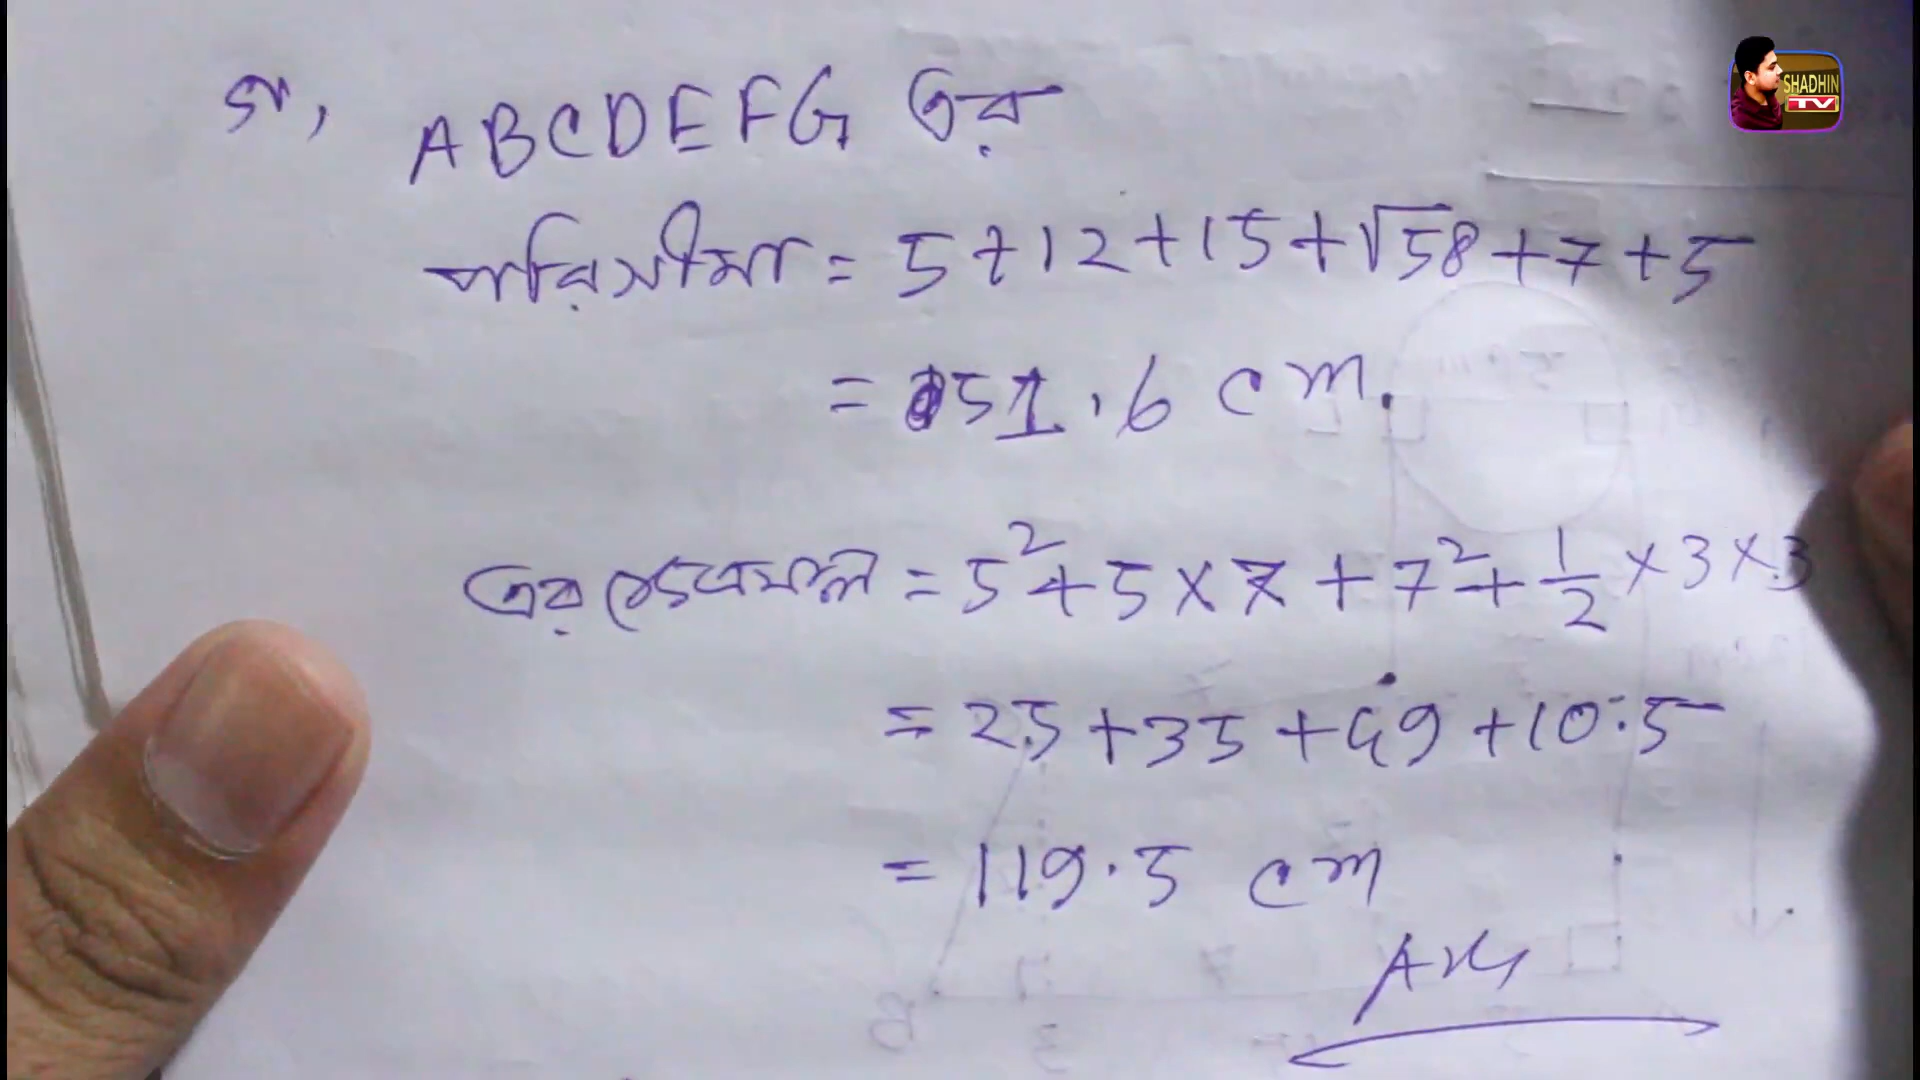 গ, ABCDEFG এর
SHADHIN
TV
পরিসীমা = 5+12+15+√58+7+5
= 51.6 cm.
এর ক্ষেত্রফল = 5²+5×7+7²+1/2×3×3
= 25+35+49+10.5
= 119.5 cm
Ans